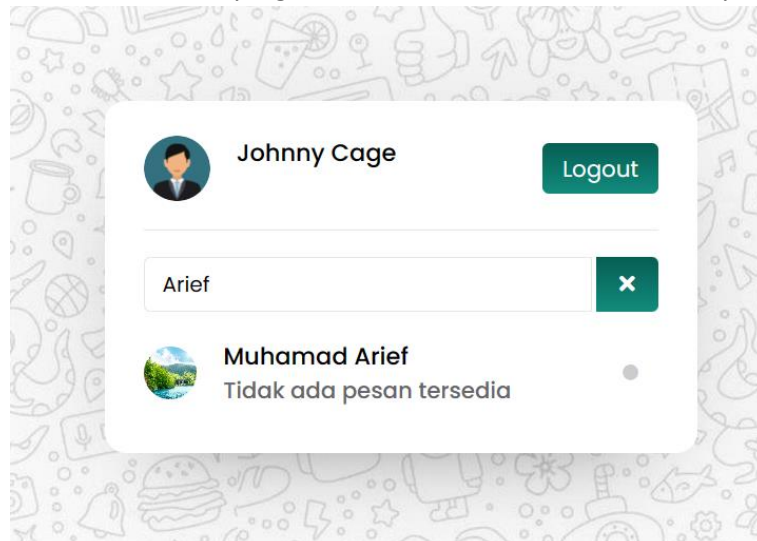 Johnny Cage
Logout
Arief
Muhamad Arief
Tidak ada pesan tersedia